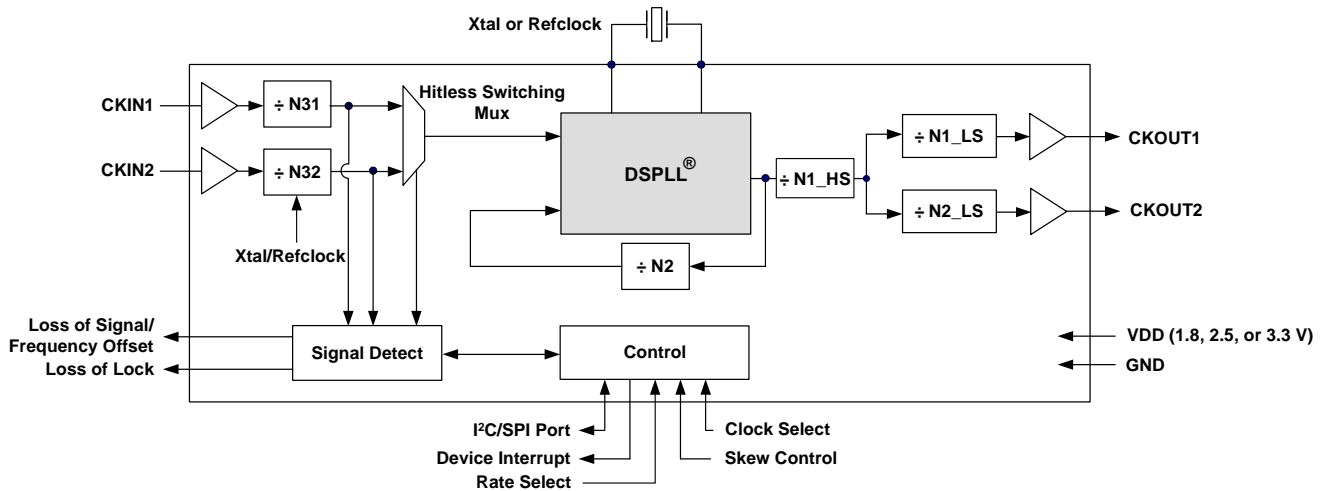 Xtal or Refclock
CKIN1
÷ N31
Hitless Switching
Mux
CKIN2
÷ N32
Xtal/Refclock
DSPLL®
÷ N1_HS
÷ N1_LS
CKOUT1
÷ N2_LS
CKOUT2
÷ N2
Loss of Signal/
Frequency Offset
Loss of Lock
Signal Detect
Control
VDD (1.8, 2.5, or 3.3 V)
GND
I²C/SPI Port
Device Interrupt
Rate Select
Clock Select
Skew Control